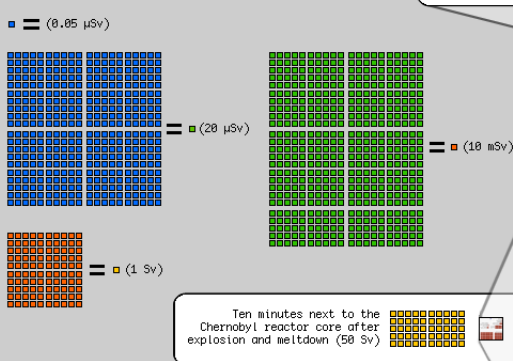 = (0.05 µSv)
= (20 µSv)
= (10 mSv)
= (1 Sv)
Ten minutes next to the
Chernobyl reactor core after
explosion and meltdown (50 Sv)